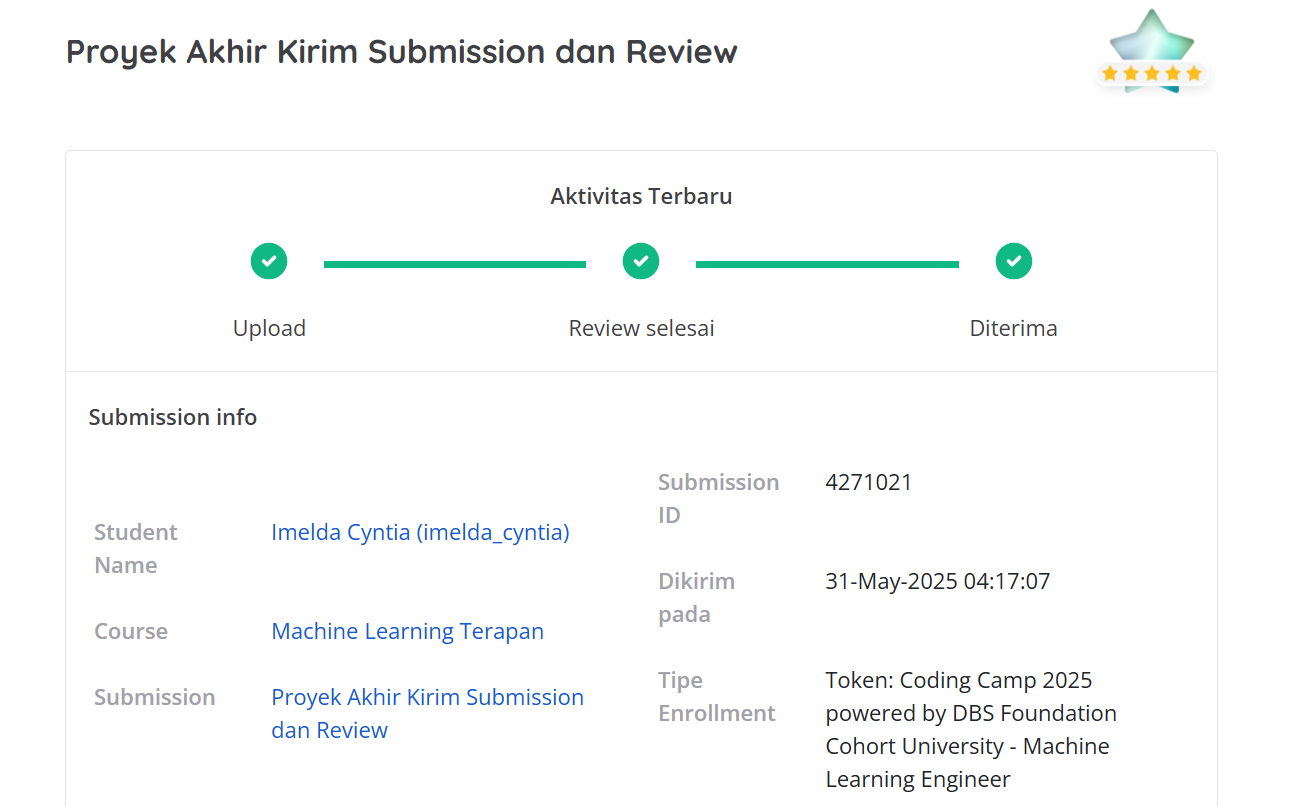 Proyek Akhir Kirim Submission dan Review
Aktivitas Terbaru
Upload
Review selesai
Diterima
Submission info
Student
Name
Imelda Cyntia (imelda_cyntia)
Course
Machine Learning Terapan
Submission
Proyek Akhir Kirim Submission
dan Review
Submission
ID
4271021
Dikirim
pada
31-May-2025 04:17:07
Tipe
Enrollment
Token: Coding Camp 2025
powered by DBS Foundation
Cohort University - Machine
Learning Engineer